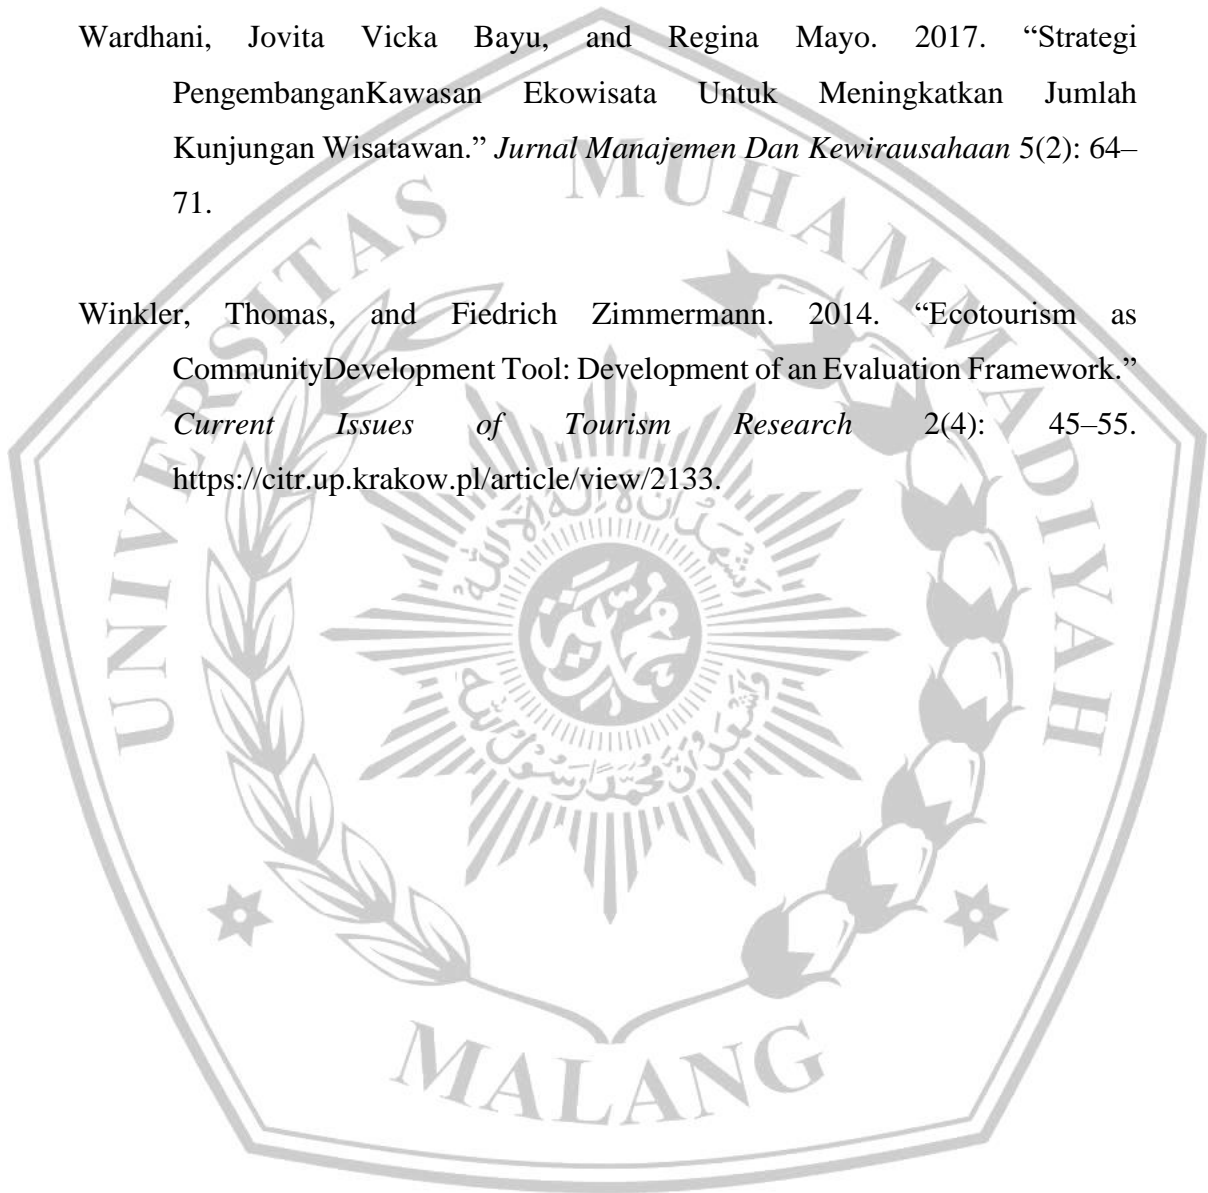 Wardhani, Jovita Vicka Bayu, and Regina Mayo. 2017. “Strategi
PengembanganKawasan Ekowisata Untuk Meningkatkan Jumlah
Kunjungan Wisatawan.” Jurnal Manajemen Dan Kewirausahaan 5(2): 64–
71.
Winkler, Thomas, and Fiedrich Zimmermann. 2014. “Ecotourism as
CommunityDevelopment Tool: Development of an Evaluation Framework.”
Current Issues of Tourism Research 2(4): 45–55.
https://citr.up.krakow.pl/article/view/2133.
UNIVERSITAS MUHAMMADIYAH
MALANG